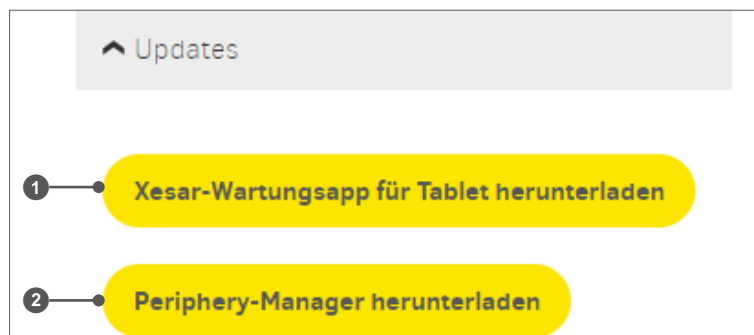 Updates
1 Xesar-Wartungsapp für Tablet herunterladen
2 Periphery-Manager herunterladen